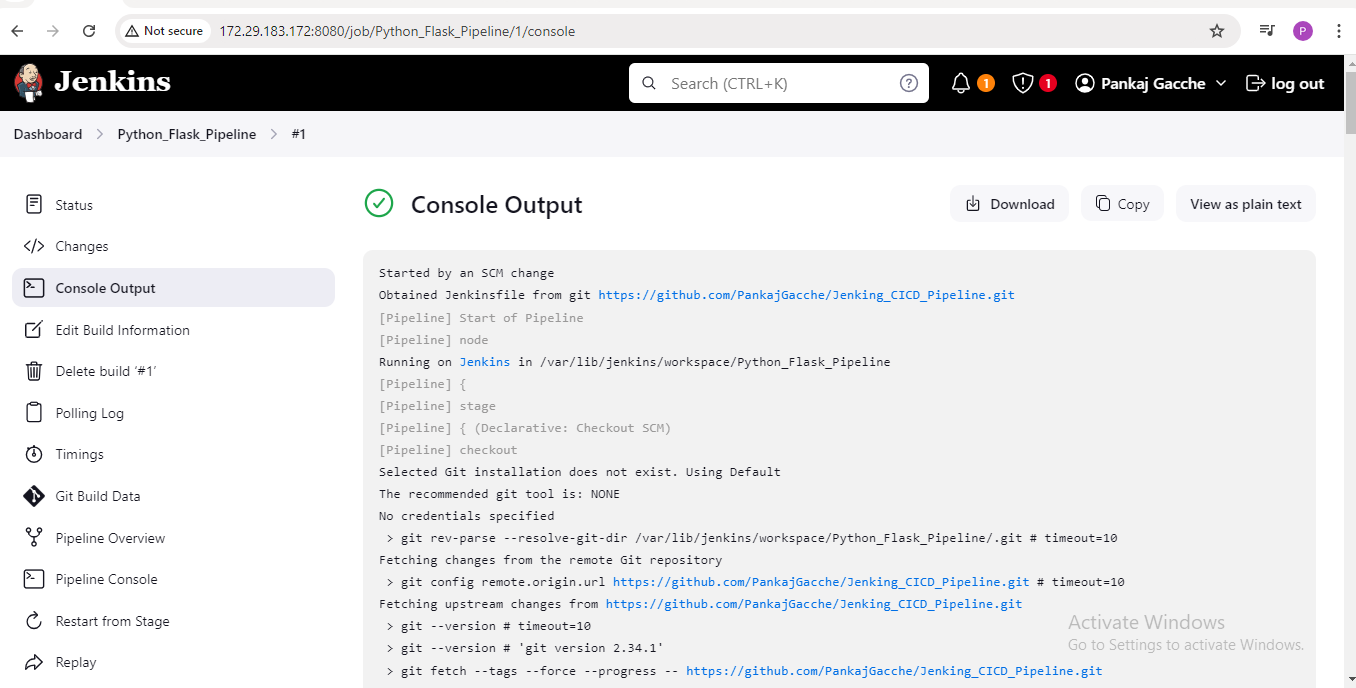 Not secure 172.29.183.172:8080/job/Python_Flask_Pipeline/1/console P
Jenkins Search (CTRL+K) ? 1 1 Pankaj Gacche log out
Dashboard > Python_Flask_Pipeline > #1
Status
Changes
Console Output
Edit Build Information
Delete build ‘#1’
Polling Log
Timings
Git Build Data
Pipeline Overview
Pipeline Console
Restart from Stage
Replay
Console Output
Download Copy View as plain text
Started by an SCM change
Obtained Jenkinsfile from git https://github.com/PankajGacche/Jenking_CICD_Pipeline.git
[Pipeline] Start of Pipeline
[Pipeline] node
Running on Jenkins in /var/lib/jenkins/workspace/Python_Flask_Pipeline
[Pipeline] {
[Pipeline] stage
[Pipeline] { (Declarative: Checkout SCM)
[Pipeline] checkout
Selected Git installation does not exist. Using Default
The recommended git tool is: NONE
No credentials specified
> git rev-parse --resolve-git-dir /var/lib/jenkins/workspace/Python_Flask_Pipeline/.git # timeout=10
Fetching changes from the remote Git repository
> git config remote.origin.url https://github.com/PankajGacche/Jenking_CICD_Pipeline.git # timeout=10
Fetching upstream changes from https://github.com/PankajGacche/Jenking_CICD_Pipeline.git
> git --version # timeout=10
> git --version # 'git version 2.34.1'
> git fetch --tags --force --progress -- https://github.com/PankajGacche/Jenking_CICD_Pipeline.git
Activate Windows
Go to Settings to activate Windows.